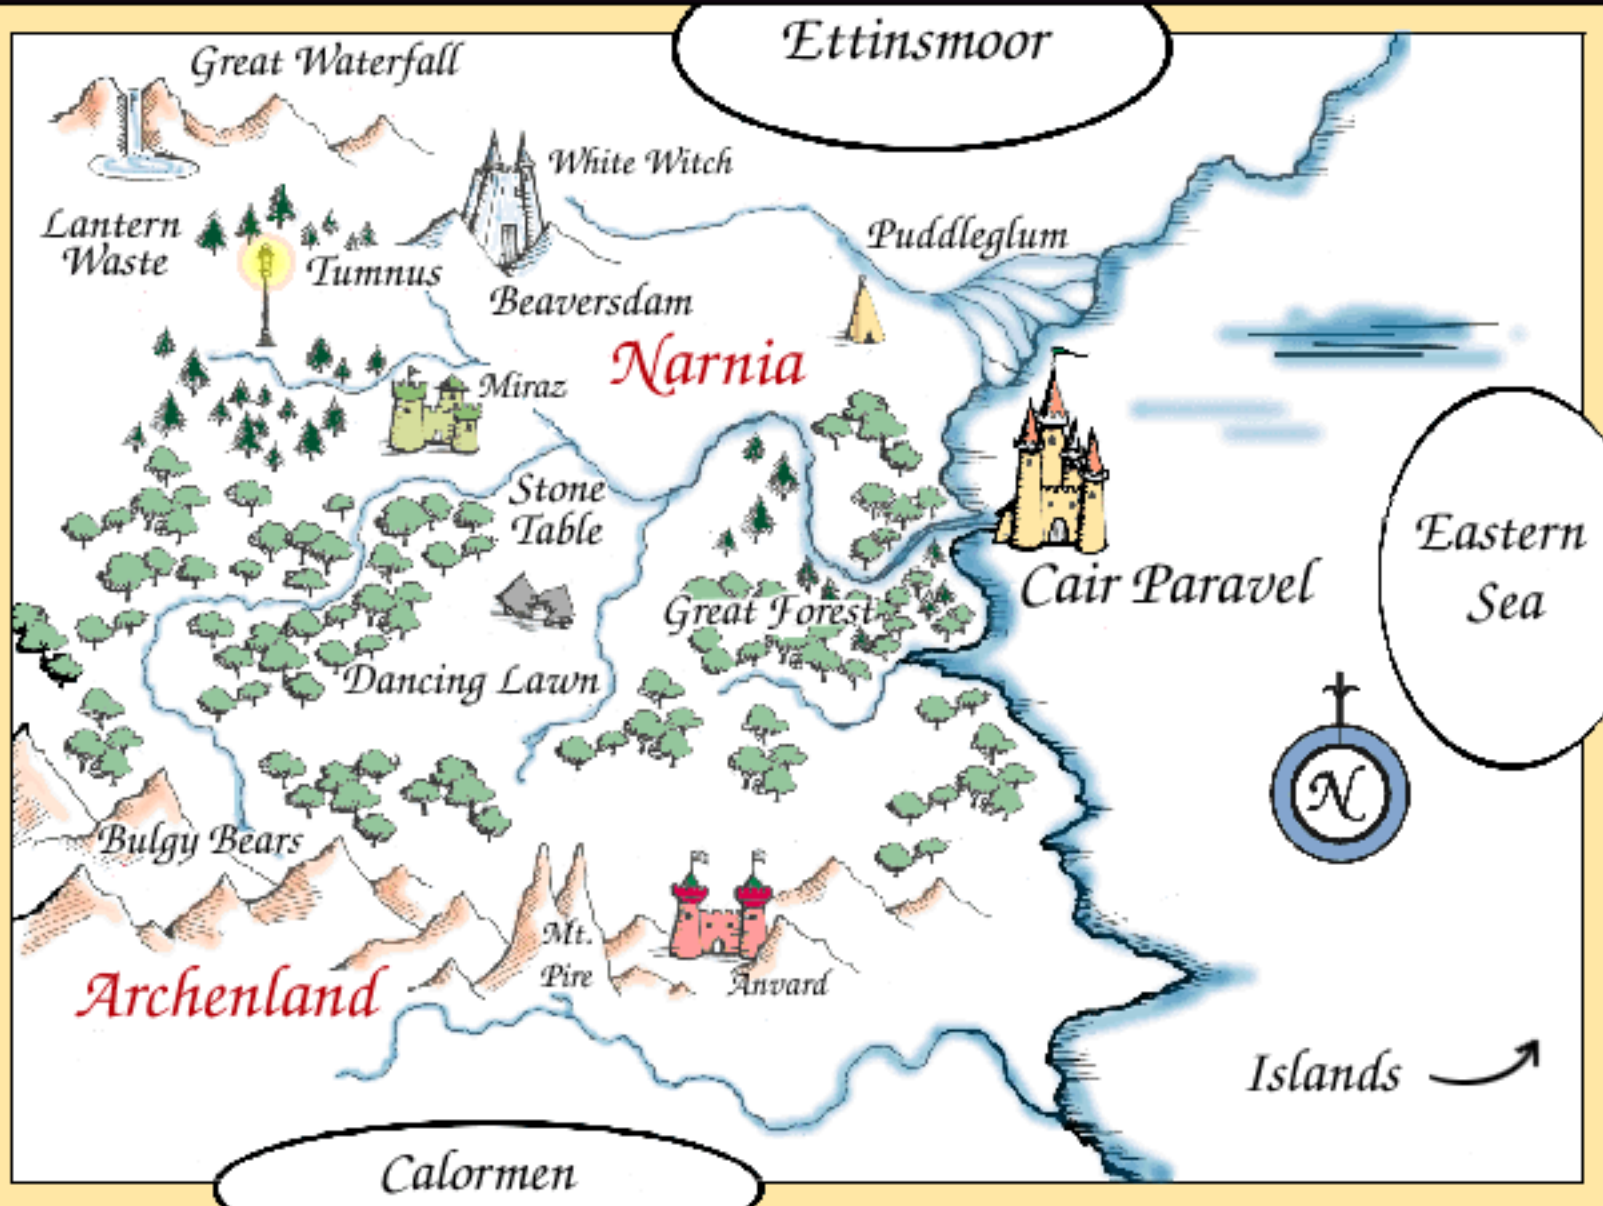 Ettinsmoor
Great Waterfall
White Witch
Lantern
Waste
Tumnus
Puddleglum
Beaversdam
Narnia
Miraz
Stone
Table
Eastern
Sea
Cair Paravel
Great Forest
Dancing Lawn
N
Bulgy Bears
Mt.
Pire
Anvard
Archenland
Islands
Calormen